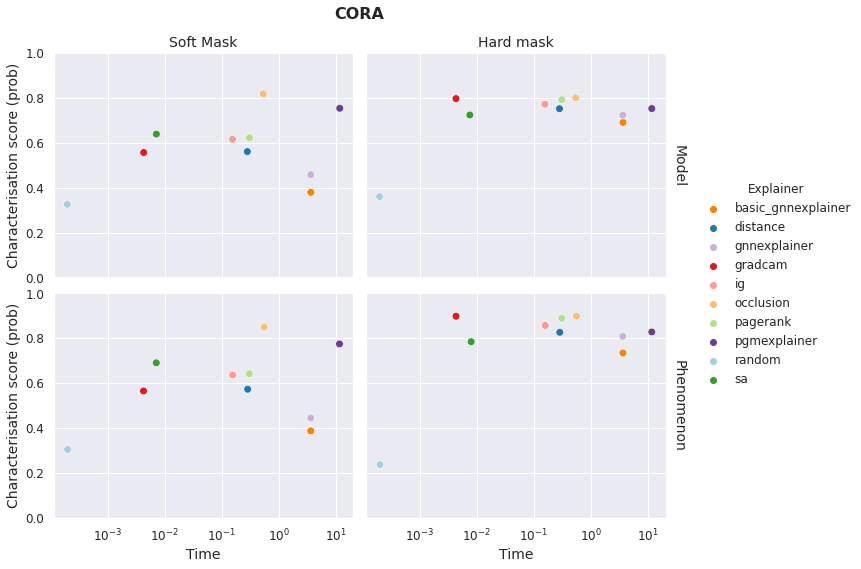 CORA
Soft Mask
Hard mask
Characterisation score (prob)
1.0
0.8
0.6
0.4
0.2
0.0
Model
Characterisation score (prob)
1.0
0.8
0.6
0.4
0.2
0.0
Phenomenon
10⁻³ 10⁻² 10⁻¹ 10⁰ 10¹
Time
10⁻³ 10⁻² 10⁻¹ 10⁰ 10¹
Time
Explainer
basic_gnnexplainer
distance
gnnexplainer
gradcam
ig
occlusion
pagerank
pgmexplainer
random
sa